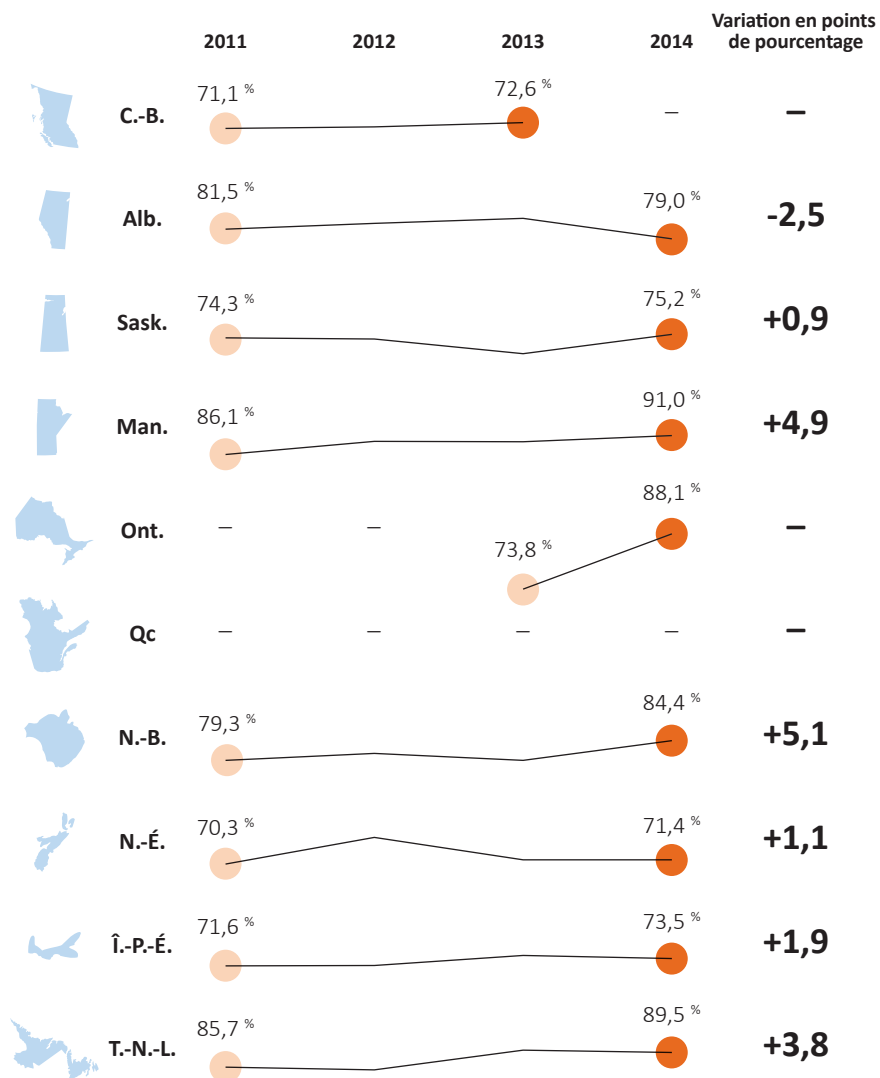 2011 2012 2013 2014 Variation en points
de pourcentage
71,1 % 72,6 %
C.-B. – –
81,5 % 79,0 %
Alb. -2,5
74,3 % 75,2 %
Sask. +0,9
86,1 % 91,0 %
Man. +4,9
88,1 %
Ont. – – –
73,8 %
Qc – – – – –
79,3 % 84,4 %
N.-B. +5,1
70,3 % 71,4 %
N.-É. +1,1
71,6 % 73,5 %
Î.-P.-É. +1,9
85,7 % 89,5 %
T.-N.-L. +3,8